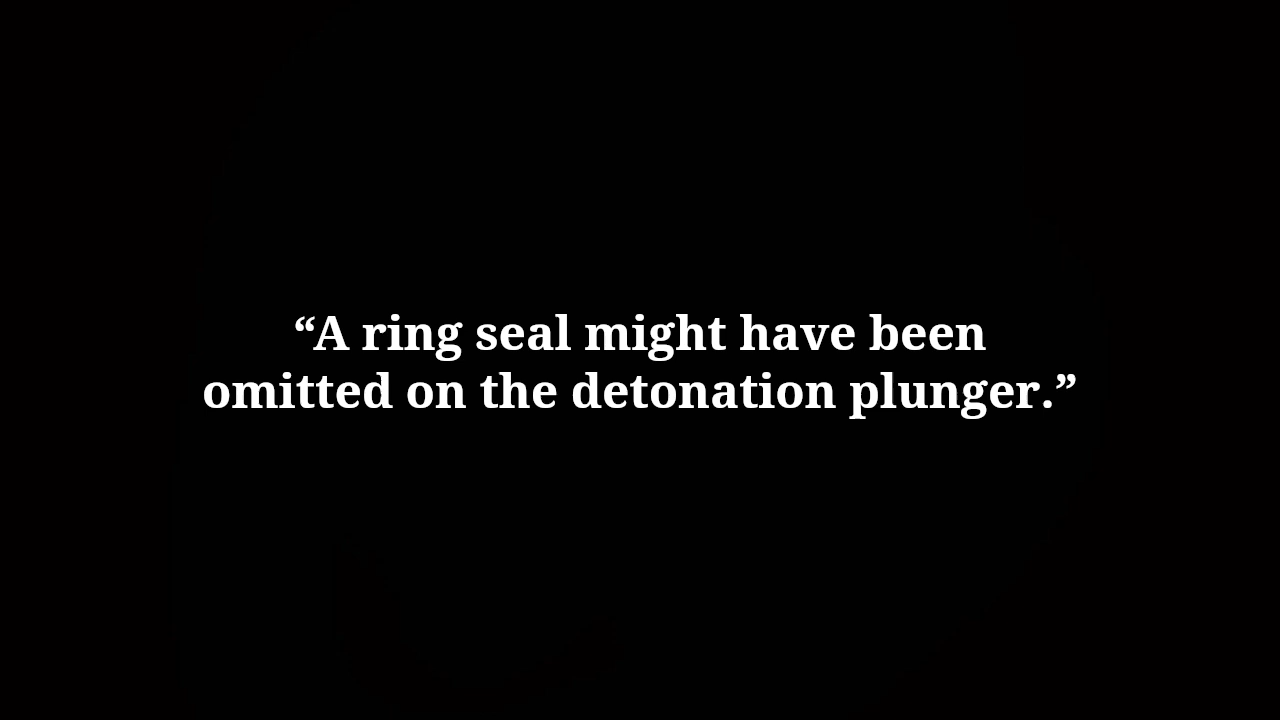 “A ring seal might have been
omitted on the detonation plunger.”